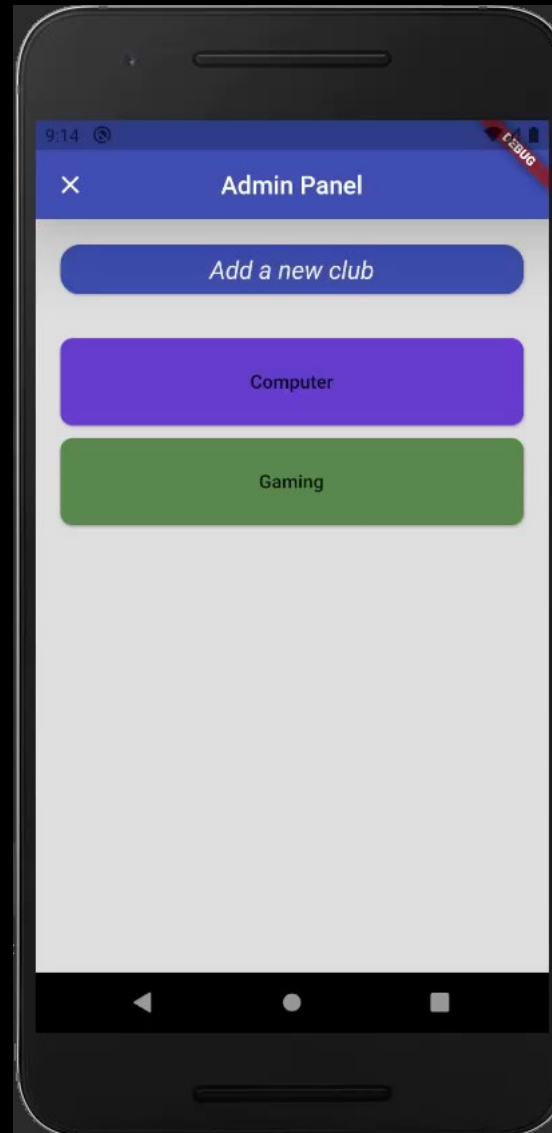 9:14
DEBUG
Admin Panel
Add a new club
Computer
Gaming